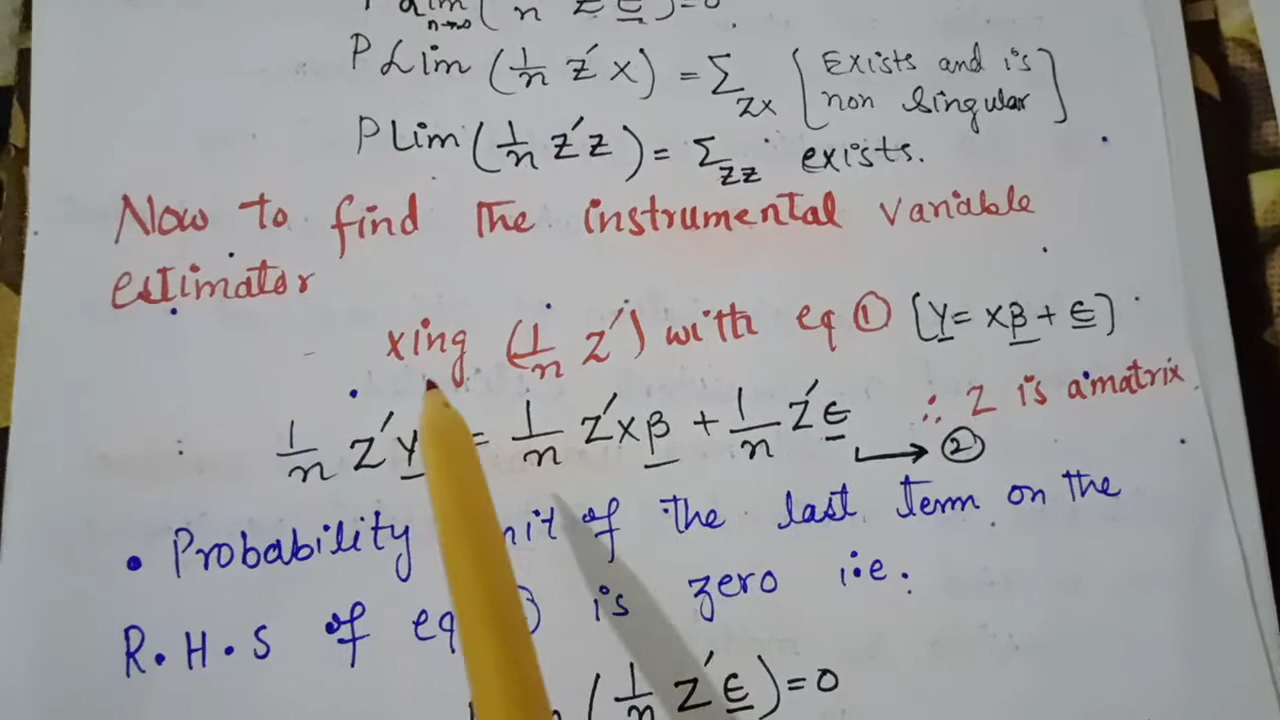 n→∞ (n Z ε) = 0
PLim (1/n Z'X) = Σ_ZX [Exists and is
non Singular]
PLim (1/n Z'Z) = Σ_ZZ exists.
Now to find the instrumental variable
estimator
xing (1/n Z') with eq ① [Y = Xβ + ε]
1/n Z'Y = 1/n Z'Xβ + 1/n Z'ε → ②
∴ Z is a matrix
• Probability of the last term on the
R.H.S of eq is zero i.e.
(1/n Z'ε) = 0